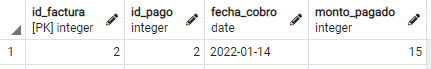 id_factura id_pago fecha_cobro monto_pagado
[PK] integer integer date integer
1 2 2 2022-01-14 15